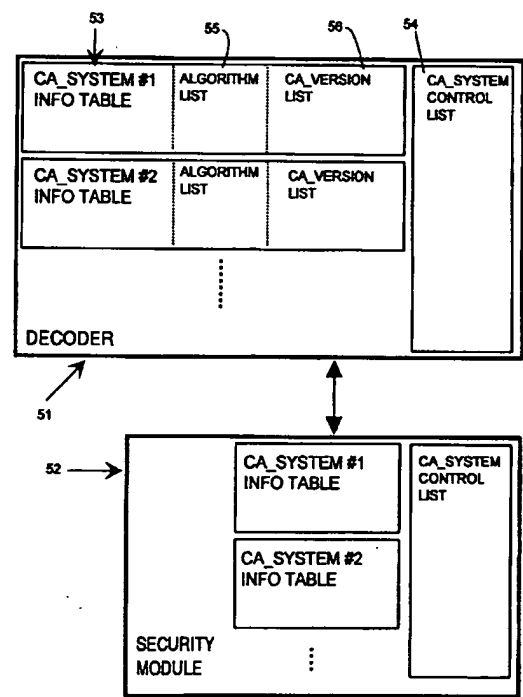 53
55
56
54
CA_SYSTEM #1
INFO TABLE
ALGORITHM
LIST
CA_VERSION
LIST
CA_SYSTEM
CONTROL
LIST
CA_SYSTEM #2
INFO TABLE
ALGORITHM
LIST
CA_VERSION
LIST
DECODER
51
52
CA_SYSTEM #1
INFO TABLE
CA_SYSTEM
CONTROL
LIST
CA_SYSTEM #2
INFO TABLE
SECURITY
MODULE